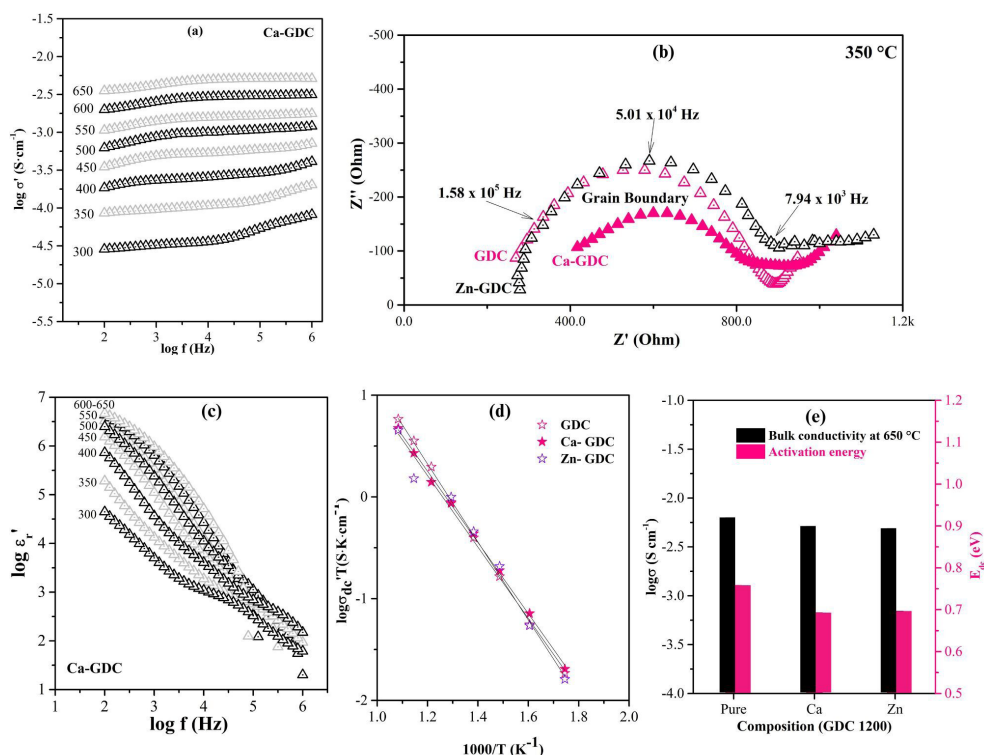 (a)
Ca-GDC
-1.5
-2.0
-2.5
-3.0
-3.5
-4.0
-4.5
-5.0
-5.5
log σ' (S·cm⁻¹)
650
600
550
500
450
400
350
300
2 3 4 5 6
log f (Hz)
(b)
350 °C
-500
-400
-300
-200
-100
0
Z'' (Ohm)
5.01 x 10⁴ Hz
1.58 x 10⁵ Hz
Grain Boundary
7.94 x 10³ Hz
GDC
Ca-GDC
Zn-GDC
0.0 400.0 800.0 1.2k
Z' (Ohm)
(c)
7
6
5
4
3
2
1
log εr'
600-650
550
500
450
400
350
300
Ca-GDC
2 3 4 5 6
log f (Hz)
(d)
GDC
Ca- GDC
Zn- GDC
1
0
-1
-2
logσdc'T(S·K·cm⁻¹)
1.0 1.2 1.4 1.6 1.8 2.0
1000/T (K⁻¹)
(e)
Bulk conductivity at 650 °C
Activation energy
-1.0
-1.5
-2.0
-2.5
-3.0
-3.5
-4.0
logσ (S cm⁻¹)
1.2
1.1
1.0
0.9
0.8
0.7
0.6
0.5
Edc (eV)
Pure Ca Zn
Composition (GDC 1200)